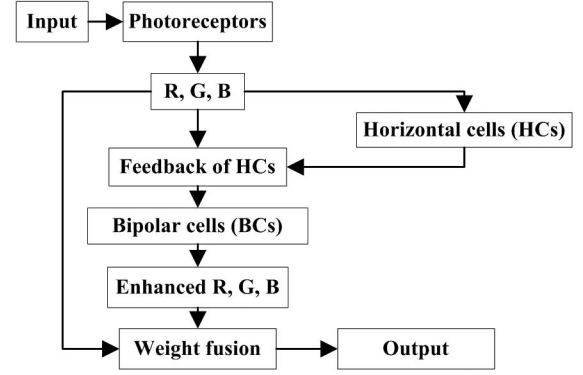 Input
Photoreceptors
R, G, B
Horizontal cells (HCs)
Feedback of HCs
Bipolar cells (BCs)
Enhanced R, G, B
Weight fusion
Output